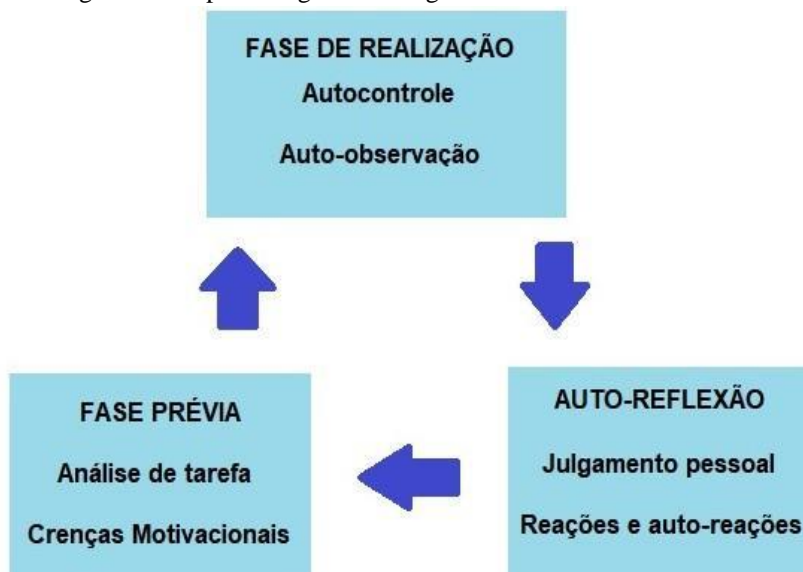 FASE DE REALIZAÇÃO
Autocontrole
Auto-observação
FASE PRÉVIA
Análise de tarefa
Crenças Motivacionais
AUTO-REFLEXÃO
Julgamento pessoal
Reações e auto-reações